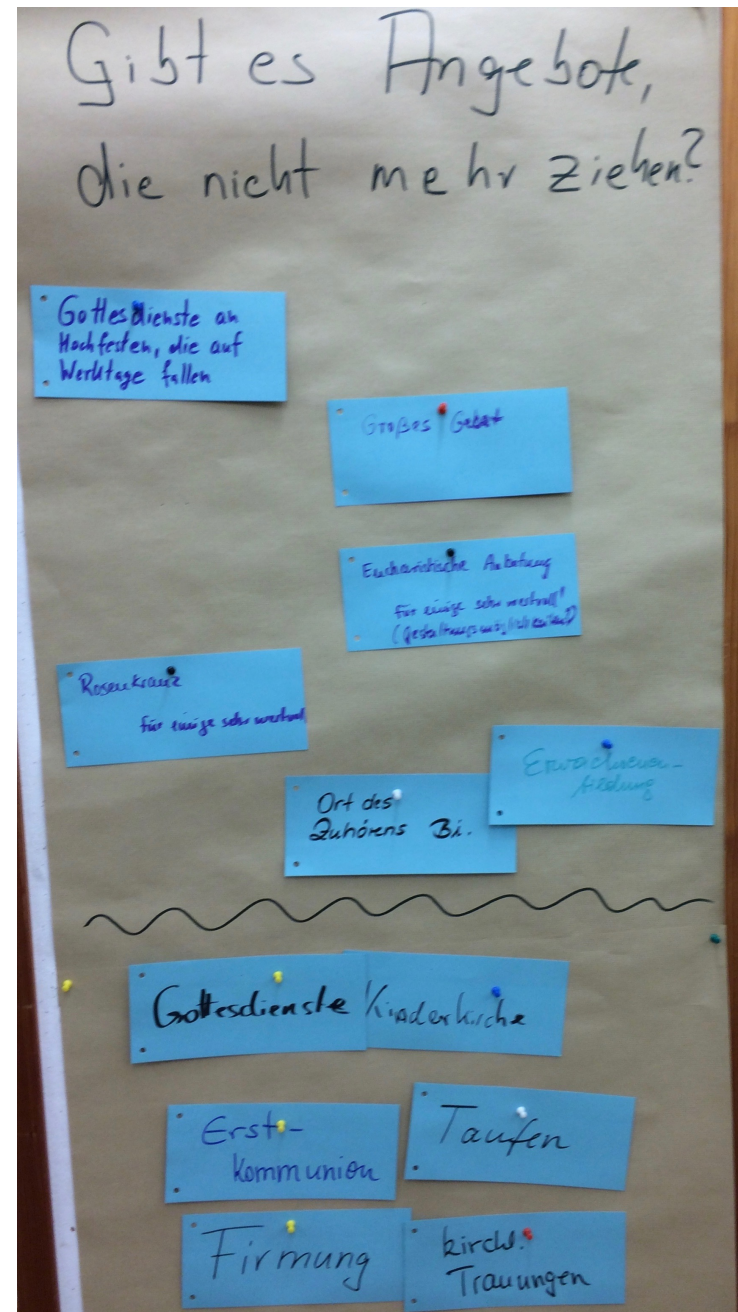 Gibt es Angebote,
die nicht mehr ziehen?
Gottesdienste an
Hochfesten, die auf
Werktage fallen
Großes Gebet
Eucharistische Anbetung
für einige sehr wertvoll!
(Gestaltungsmöglichkeiten?)
Rosenkranz
für einige sehr wertvoll
Erwachsenen-
bildung
Ort des
Zuhörens Bi.
Gottesdienste
Kinderkirche
Erst-
kommunion
Taufen
Firmung
kirchl.
Trauungen